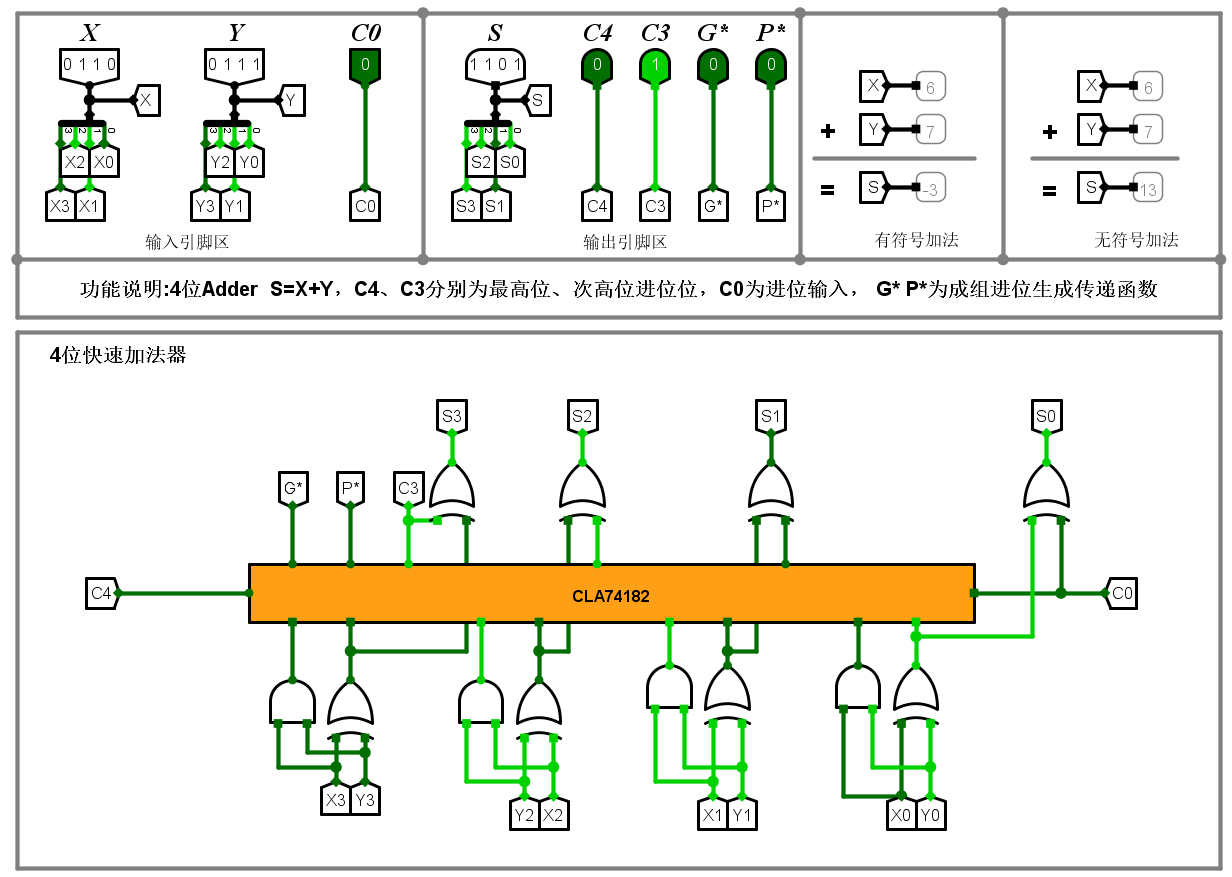 X Y C0 S C4 C3 G* P*
0 1 1 0 0 1 1 1 0 1 1 0 1 0 1 0 0
X Y S
X 6 X 6
3 2 1 0 3 2 1 0 3 2 1 0
+ Y 7 + Y 7
X2 X0 Y2 Y0 S2 S0
= S -3 = S 13
X3 X1 Y3 Y1 C0 S3 S1 C4 C3 G* P*
输入引脚区 输出引脚区 有符号加法 无符号加法
功能说明:4位Adder S=X+Y，C4、C3分别为最高位、次高位进位位，C0为进位输入， G* P*为成组进位生成传递函数
4位快速加法器
S3 S2 S1 S0
G* P* C3
C4 CLA74182 C0
X3 Y3
Y2 X2 X1 Y1 X0 Y0